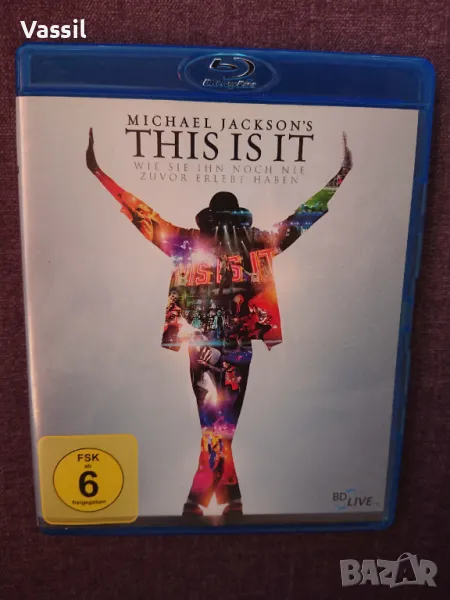 Vassil
Blu-ray Disc
MICHAEL JACKSON'S
THIS IS IT
WIE SIE IHN NOCH NIE
ZUVOR ERLEBT HABEN
THIS IS IT
FSK
ab
6
freigegeben
BD LIVE
BAZAR